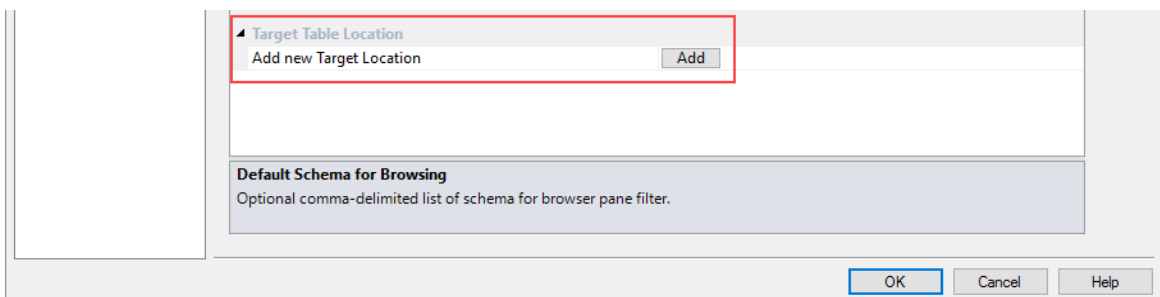 Target Table Location
Add new Target Location Add
Default Schema for Browsing
Optional comma-delimited list of schema for browser pane filter.
OK Cancel Help